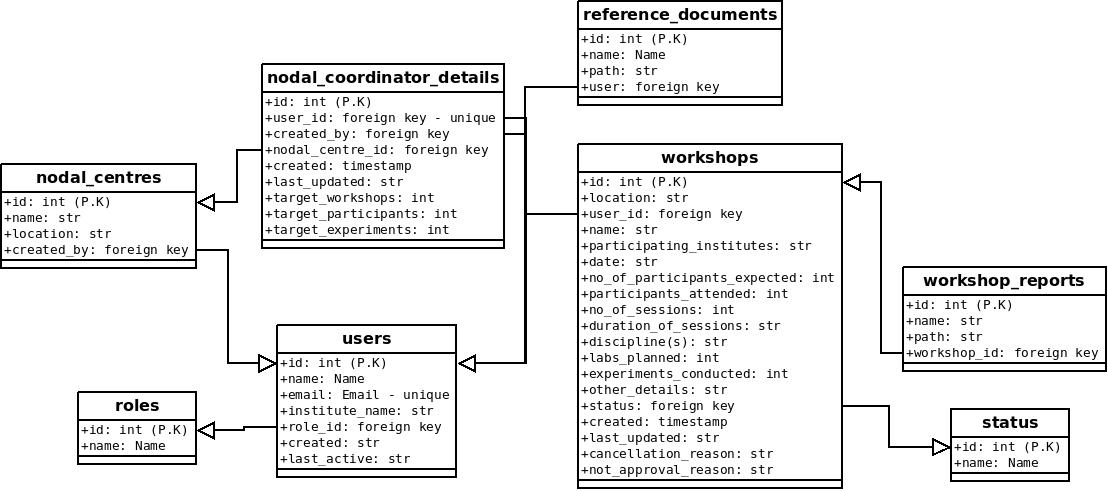 reference_documents
+id: int (P.K)
+name: Name
+path: str
+user: foreign key
nodal_coordinator_details
+id: int (P.K)
+user_id: foreign key - unique
+created_by: foreign key
+nodal_centre_id: foreign key
+created: timestamp
+last_updated: str
+target_workshops: int
+target_participants: int
+target_experiments: int
nodal_centres
+id: int (P.K)
+name: str
+location: str
+created_by: foreign key
workshops
+id: int (P.K)
+location: str
+user_id: foreign key
+name: str
+participating_institutes: str
+date: str
+no_of_participants_expected: int
+participants_attended: int
+no_of_sessions: int
+duration_of_sessions: str
+discipline(s): str
+labs_planned: int
+experiments_conducted: int
+other_details: str
+status: foreign key
+created: timestamp
+last_updated: str
+cancellation_reason: str
+not_approval_reason: str
workshop_reports
+id: int (P.K)
+name: str
+path: str
+workshop_id: foreign key
users
+id: int (P.K)
+name: Name
+email: Email - unique
+institute_name: str
+role_id: foreign key
+created: str
+last_active: str
roles
+id: int (P.K)
+name: Name
status
+id: int (P.K)
+name: Name